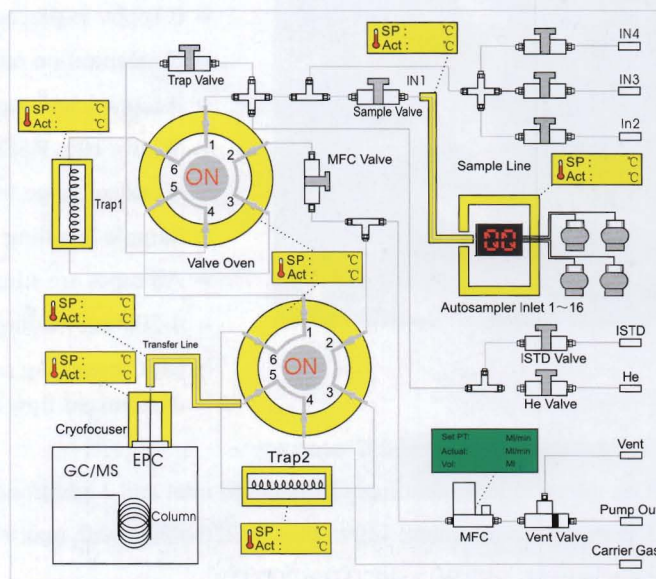 IN4
Trap Valve
SP : ℃
Act : ℃
IN1
IN3
Sample Valve
In2
SP : ℃
Act : ℃
MFC Valve
Sample Line
SP : ℃
Act : ℃
1
2
3
4
5
6
ON
Trap1
Valve Oven
SP : ℃
Act : ℃
00
Autosampler Inlet 1～16
SP : ℃
Act : ℃
Transfer Line
SP : ℃
Act : ℃
1
2
3
4
5
6
ON
ISTD
ISTD Valve
He
He Valve
Cryofocuser
EPC
GC/MS
Column
Trap2
SP : ℃
Act : ℃
Set PT: Ml/min
Actual: Ml/min
Vol: Ml
Vent
MFC
Vent Valve
Pump Ou
Carrier Gas